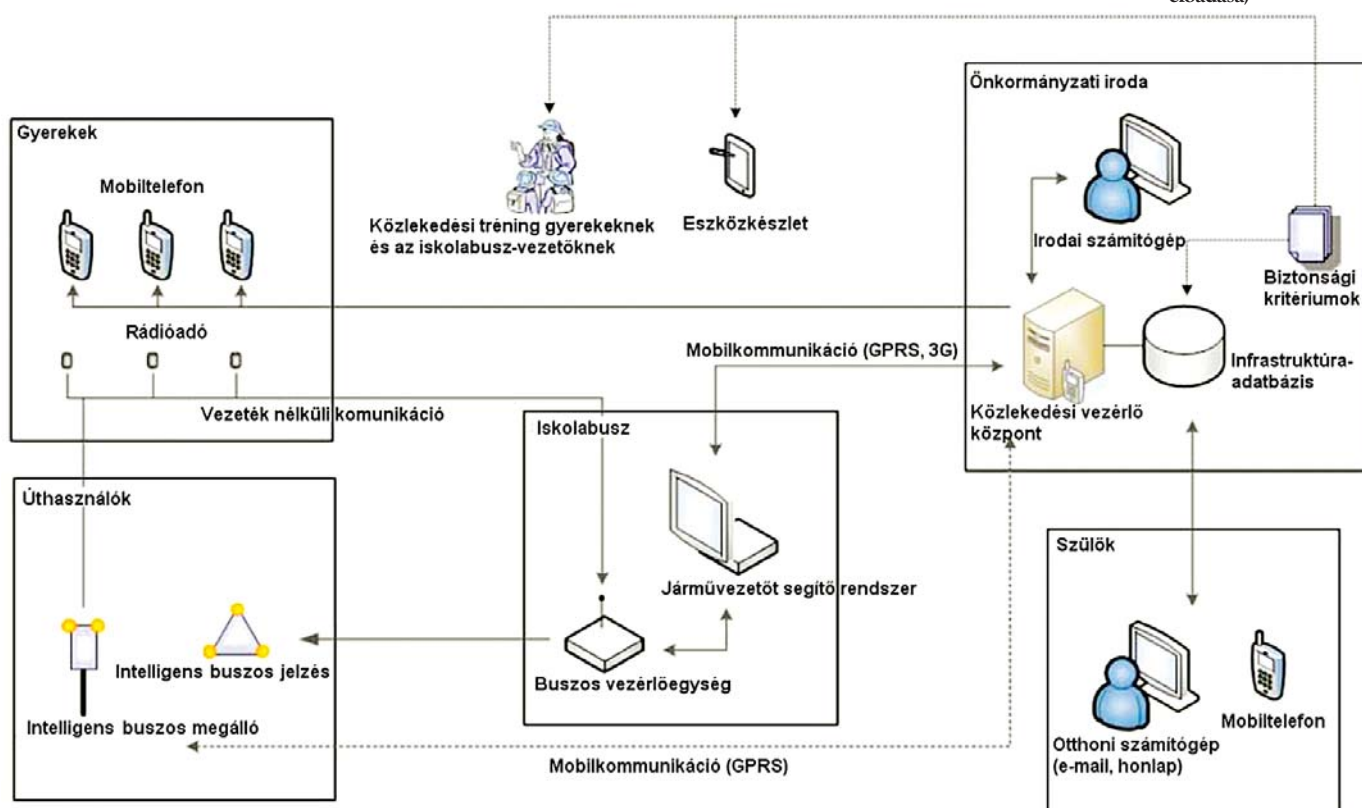 előadása)
Önkormányzati iroda
Gyerekek
Mobiltelefon
Közlekedési tréning gyerekeknek
és az iskolabusz-vezetőknek
Eszközkészlet
Irodai számítógép
Biztonsági
kritériumok
Rádióadó
Mobilkommunikáció (GPRS, 3G)
Infrastruktúra-
adatbázis
Vezeték nélküli komunikáció
Közlekedési vezérlő
központ
Iskolabusz
Úthasználók
Szülők
Járművezetőt segítő rendszer
Intelligens buszos jelzés
Buszos vezérlőegység
Intelligens buszos megálló
Mobiltelefon
Otthoni számítógép
(e-mail, honlap)
Mobilkommunikáció (GPRS)